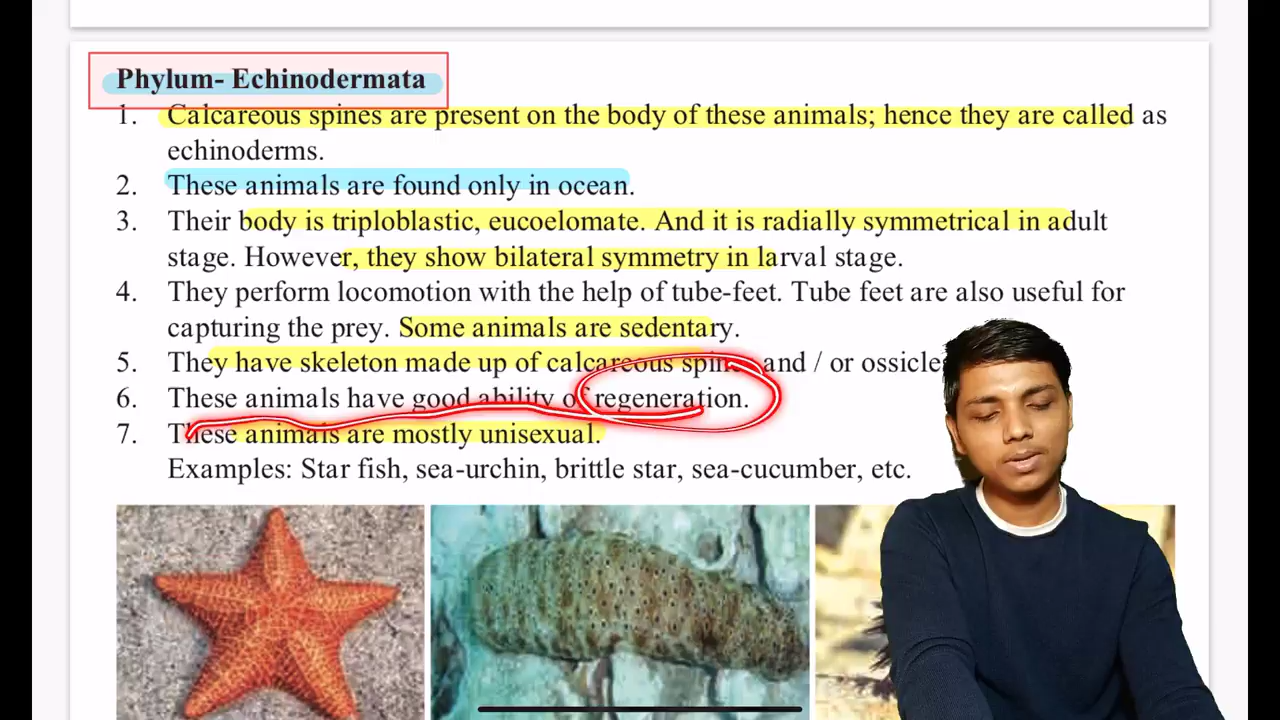 Phylum- Echinodermata
1. Calcareous spines are present on the body of these animals; hence they are called as
echinoderms.
2. These animals are found only in ocean.
3. Their body is triploblastic, eucoelomate. And it is radially symmetrical in adult
stage. However, they show bilateral symmetry in larval stage.
4. They perform locomotion with the help of tube-feet. Tube feet are also useful for
capturing the prey. Some animals are sedentary.
5. They have skeleton made up of calcareous spines and / or
6. These animals have good ability of regeneration.
7. These animals are mostly unisexual.
Examples: Star fish, sea-urchin, brittle star, sea-cucumber, etc.